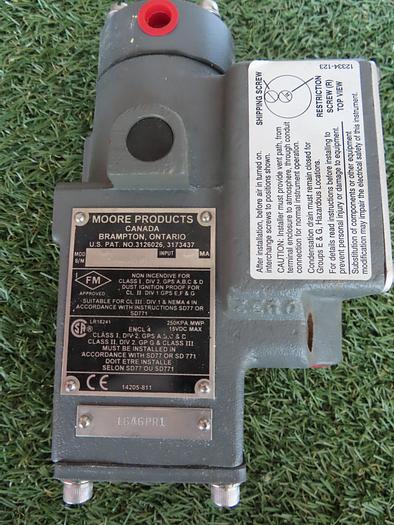 MOORE PRODUCTS
CANADA
BRAMPTON, ONTARIO
U.S. PAT. NO.3126026, 3173437
MOD INPUT MA
S/N
FM
APPROVED
NON INCENDIVE FOR
CLASS I, DIV 2, GPS A,B,C & D
DUST IGNITION PROOF FOR
CL. II DIV 1 GPS E,F & G
SUITABLE FOR CL III: DIV 1 & NEMA 4 IN
ACCORDANCE WITH INSTRUCTIONS SD77 OR
SD771
LR16241
ENCL 4
250KPA, MWP
15VDC MAX
CLASS I, DIV 2, GPS A,B,C & C
CLASS II, DIV 2, GP G & CLASS III
MUST BE INSTALLED IN
ACCORDANCE WITH SD77 OR SD 771
DOIT ETRE INSTALLE
SELON SD77 OU SD771
CE
14205-811
1646PR1
12334-123
SHIPPING SCREW
RESTRICTION
SCREW (R)
TOP VIEW
After installation, before air in turned on.
interchange screws to positions shown.
CAUTION: Installer must provide vent path, from
terminal enclosure to atmosphere, through conduit
connection for normal instrument operation.
Condensation drain must remain closed for
Groups E & G, Hazardous Locations.
For details read instructions before installing to
prevent personal injury or damage to equipment.
Substitution of components or other equipment
modification may impair the electrical safety of this instrument.